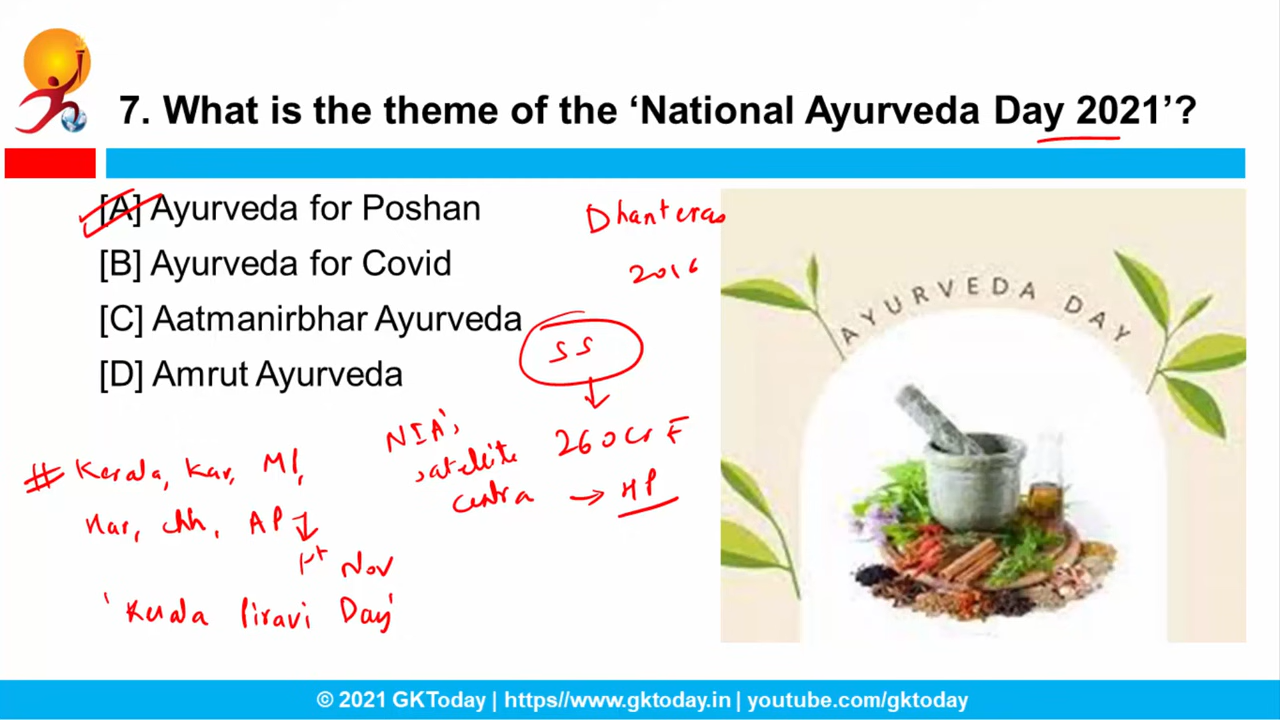 7. What is the theme of the ‘National Ayurveda Day 2021’?
[A] Ayurveda for Poshan
[B] Ayurveda for Covid
[C] Aatmanirbhar Ayurveda
[D] Amrut Ayurveda
Dhanteras
2016
SS
260 Cr ₹
NIA's
satelite
centra → HP
# Kerala, Kar, MP,
Har, chh, AP
1st Nov
'Kerala Piravi Day'
AYURVEDA DAY
© 2021 GKToday | https//www.gktoday.in | youtube.com/gktoday